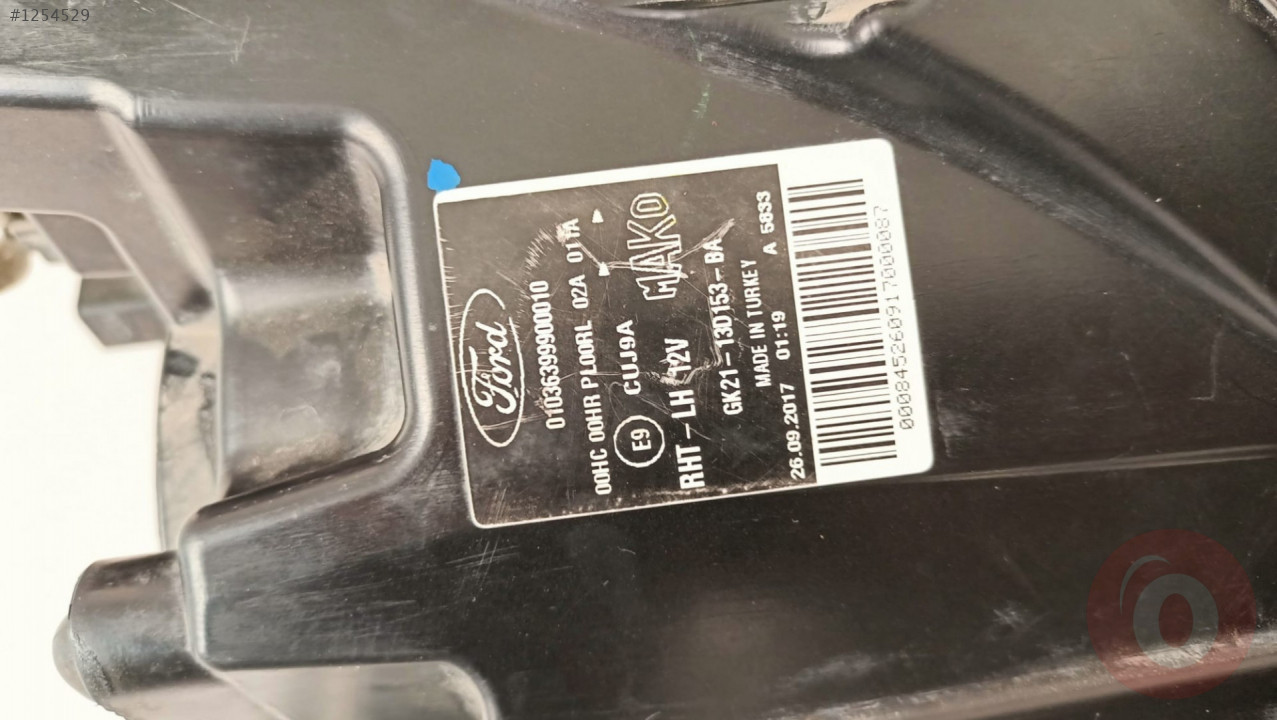 #1254529
Ford
0103639990010
00HC 00HR PL00RL 02A 01TA
E9 CUJ9A
RHT-LH 12V MAKO
GK21-13D153-BA
MADE IN TURKEY
26.09.2017 01:19 A 5833
000845260917000087